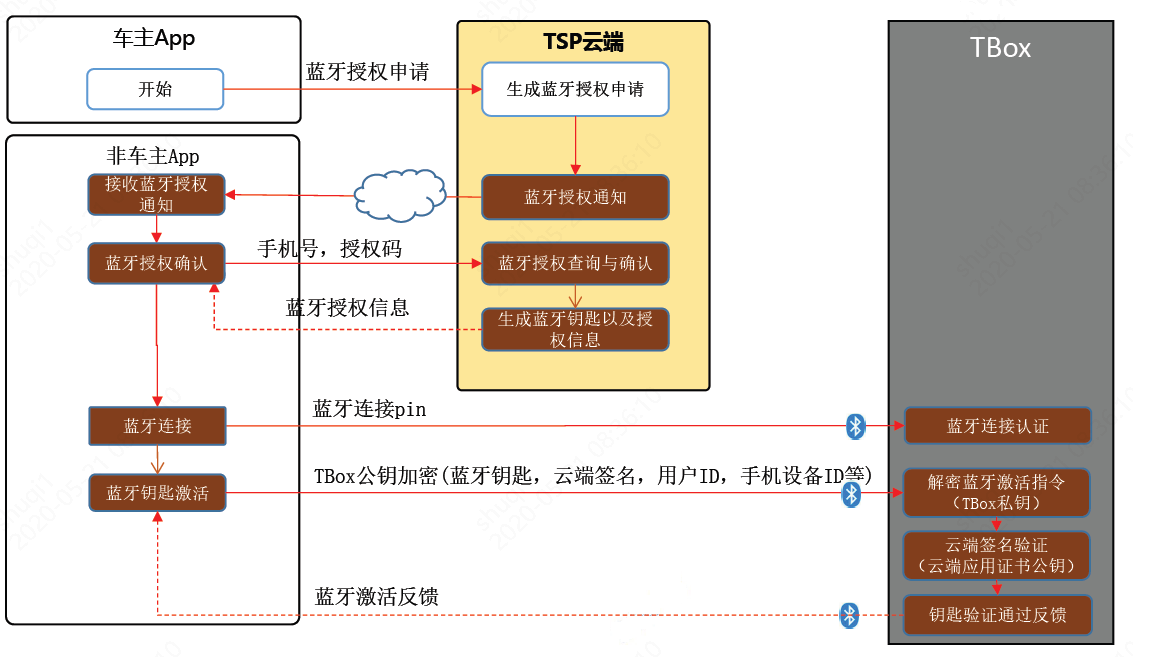 车主App
开始
蓝牙授权申请
TSP云端
生成蓝牙授权申请
TBox
非车主App
接收蓝牙授权
通知
蓝牙授权通知
蓝牙授权确认
手机号，授权码
蓝牙授权查询与确认
蓝牙授权信息
生成蓝牙钥匙以及授
权信息
蓝牙连接
蓝牙连接pin
蓝牙连接认证
蓝牙钥匙激活
TBox公钥加密(蓝牙钥匙，云端签名，用户ID，手机设备ID等)
解密蓝牙激活指令
（TBox私钥）
云端签名验证
（云端应用证书公钥）
蓝牙激活反馈
钥匙验证通过反馈